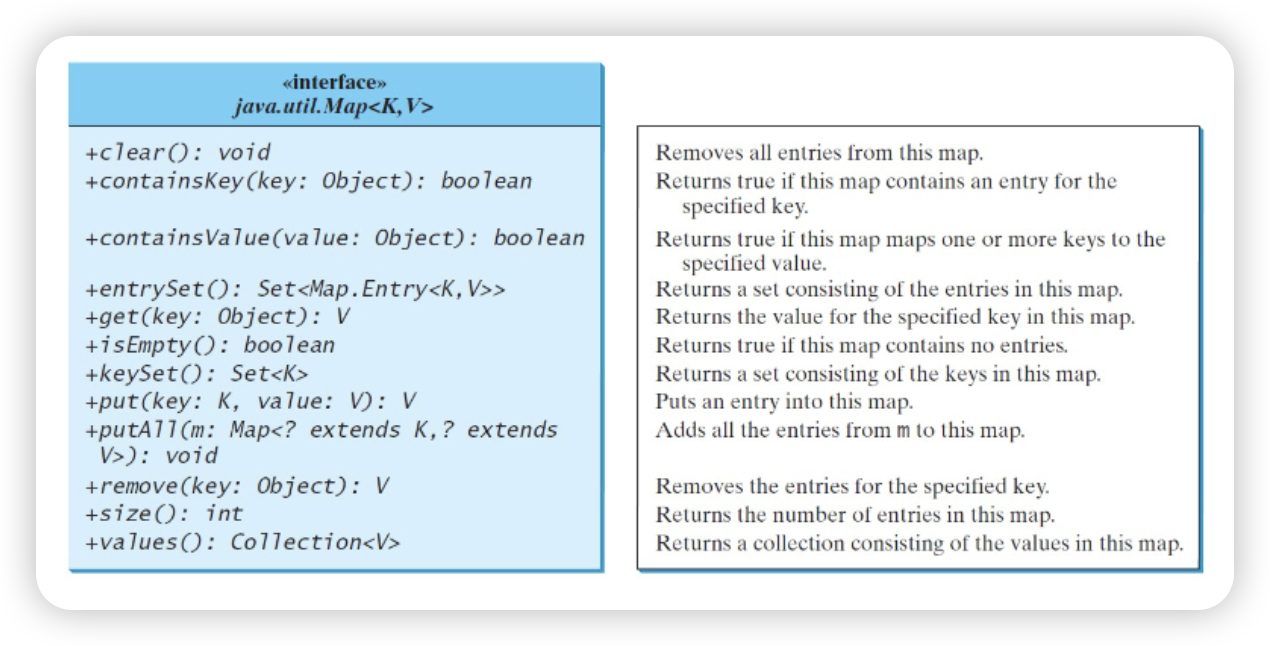 «interface»
java.util.Map<K,V>
+clear(): void
+containsKey(key: Object): boolean
+containsValue(value: Object): boolean
+entrySet(): Set<Map.Entry<K,V>>
+get(key: Object): V
+isEmpty(): boolean
+keySet(): Set<K>
+put(key: K, value: V): V
+putAll(m: Map<? extends K,? extends
V>): void
+remove(key: Object): V
+size(): int
+values(): Collection<V>
Removes all entries from this map.
Returns true if this map contains an entry for the
specified key.
Returns true if this map maps one or more keys to the
specified value.
Returns a set consisting of the entries in this map.
Returns the value for the specified key in this map.
Returns true if this map contains no entries.
Returns a set consisting of the keys in this map.
Puts an entry into this map.
Adds all the entries from m to this map.
Removes the entries for the specified key.
Returns the number of entries in this map.
Returns a collection consisting of the values in this map.